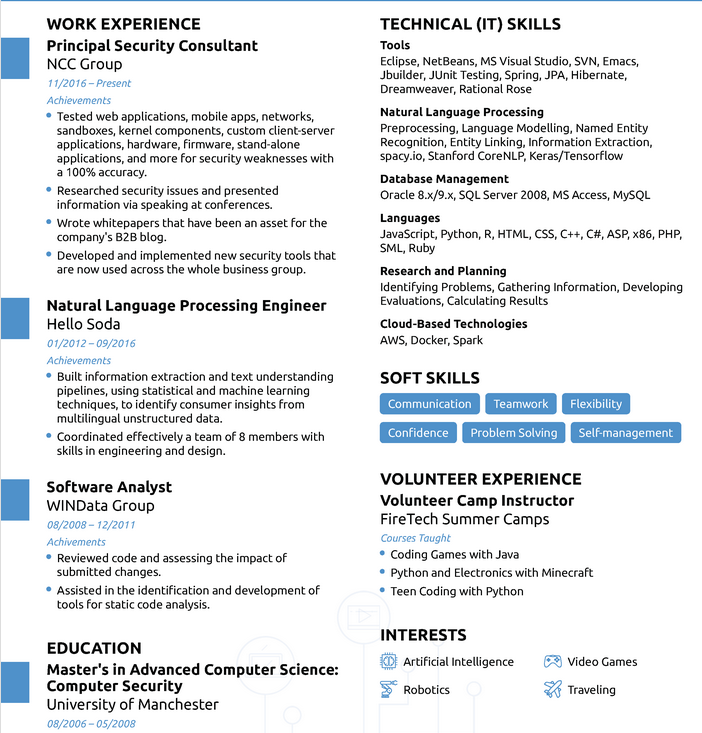 WORK EXPERIENCE
Principal Security Consultant
NCC Group
11/2016 – Present
Achievements
Tested web applications, mobile apps, networks,
sandboxes, kernel components, custom client-server
applications, hardware, firmware, stand-alone
applications, and more for security weaknesses with
a 100% accuracy.
Researched security issues and presented
information via speaking at conferences.
Wrote whitepapers that have been an asset for the
company's B2B blog.
Developed and implemented new security tools that
are now used across the whole business group.
Natural Language Processing Engineer
Hello Soda
01/2012 – 09/2016
Achievements
Built information extraction and text understanding
pipelines, using statistical and machine learning
techniques, to identify consumer insights from
multilingual unstructured data.
Coordinated effectively a team of 8 members with
skills in engineering and design.
Software Analyst
WINData Group
08/2008 – 12/2011
Achievements
Reviewed code and assessing the impact of
submitted changes.
Assisted in the identification and development of
tools for static code analysis.
EDUCATION
Master's in Advanced Computer Science:
Computer Security
University of Manchester
08/2006 – 05/2008
TECHNICAL (IT) SKILLS
Tools
Eclipse, NetBeans, MS Visual Studio, SVN, Emacs,
Jbuilder, JUnit Testing, Spring, JPA, Hibernate,
Dreamweaver, Rational Rose
Natural Language Processing
Preprocessing, Language Modelling, Named Entity
Recognition, Entity Linking, Information Extraction,
spacy.io, Stanford CoreNLP, Keras/Tensorflow
Database Management
Oracle 8.x/9.x, SQL Server 2008, MS Access, MySQL
Languages
JavaScript, Python, R, HTML, CSS, C++, C#, ASP, x86, PHP,
SML, Ruby
Research and Planning
Identifying Problems, Gathering Information, Developing
Evaluations, Calculating Results
Cloud-Based Technologies
AWS, Docker, Spark
SOFT SKILLS
Communication Teamwork Flexibility
Confidence Problem Solving Self-management
VOLUNTEER EXPERIENCE
Volunteer Camp Instructor
FireTech Summer Camps
Courses Taught
Coding Games with Java
Python and Electronics with Minecraft
Teen Coding with Python
INTERESTS
Artificial Intelligence Video Games
Robotics Traveling